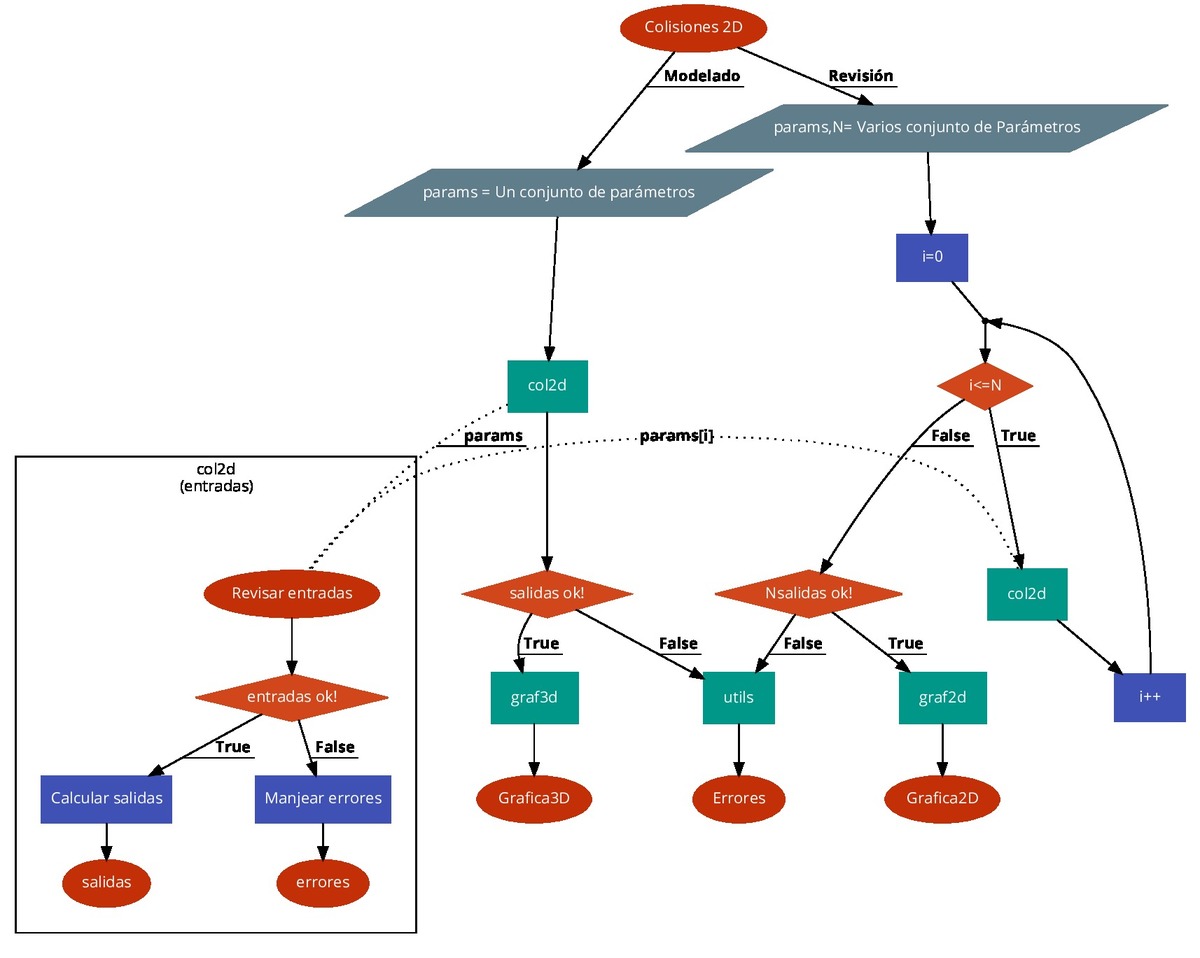 Colisiones 2D
Modelado
Revisión
params,N= Varios conjunto de Parámetros
params = Un conjunto de parámetros
i=0
col2d
i<=N
params
params[i]
False
True
col2d
(entradas)
Revisar entradas
salidas ok!
Nsalidas ok!
col2d
True
False
False
True
entradas ok!
graf3d
utils
graf2d
i++
True
False
Calcular salidas
Manjear errores
Grafica3D
Errores
Grafica2D
salidas
errores